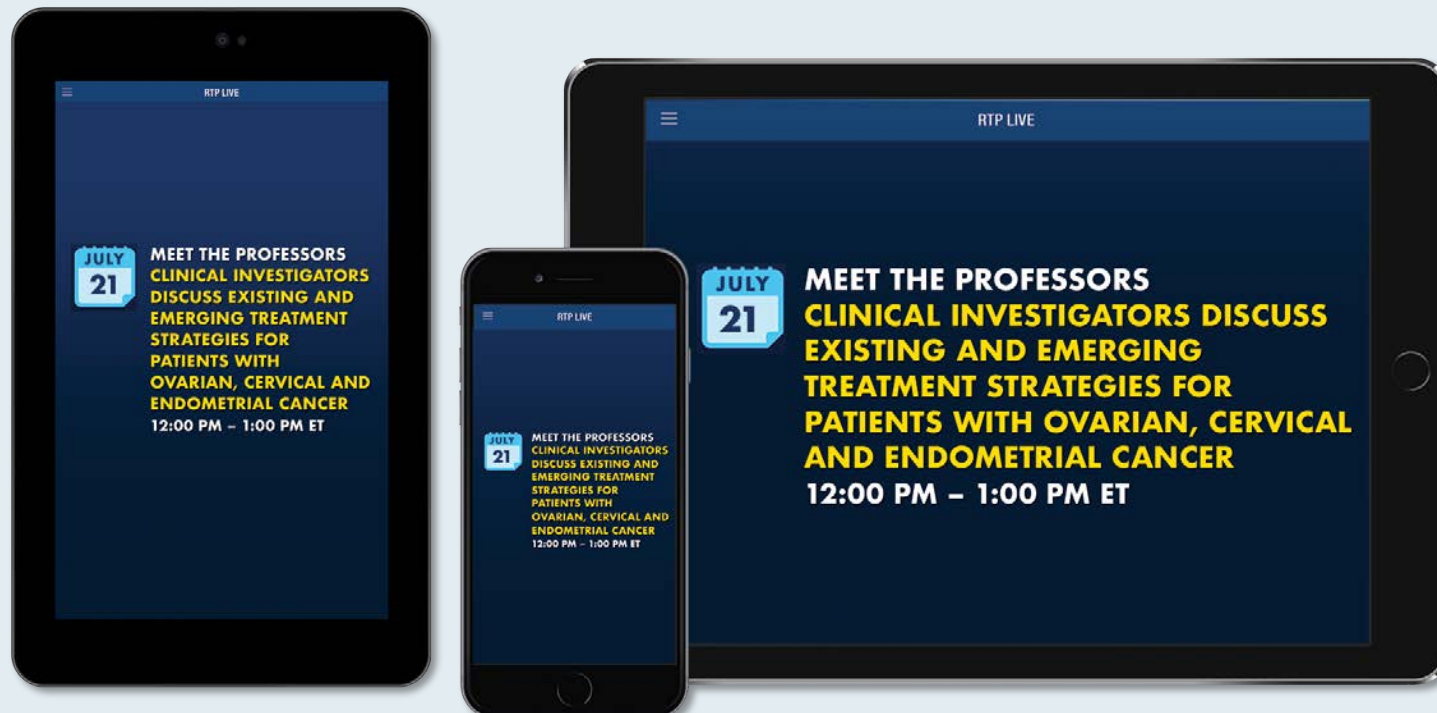 RTP LIVE
JULY
21
MEET THE PROFESSORS
CLINICAL INVESTIGATORS
DISCUSS EXISTING AND
EMERGING TREATMENT
STRATEGIES FOR
PATIENTS WITH
OVARIAN, CERVICAL AND
ENDOMETRIAL CANCER
12:00 PM – 1:00 PM ET
RTP LIVE
JULY
21
MEET THE PROFESSORS
CLINICAL INVESTIGATORS
DISCUSS EXISTING AND
EMERGING TREATMENT
STRATEGIES FOR
PATIENTS WITH
OVARIAN, CERVICAL AND
ENDOMETRIAL CANCER
12:00 PM – 1:00 PM ET
RTP LIVE
JULY
21
MEET THE PROFESSORS
CLINICAL INVESTIGATORS DISCUSS
EXISTING AND EMERGING
TREATMENT STRATEGIES FOR
PATIENTS WITH OVARIAN, CERVICAL
AND ENDOMETRIAL CANCER
12:00 PM – 1:00 PM ET